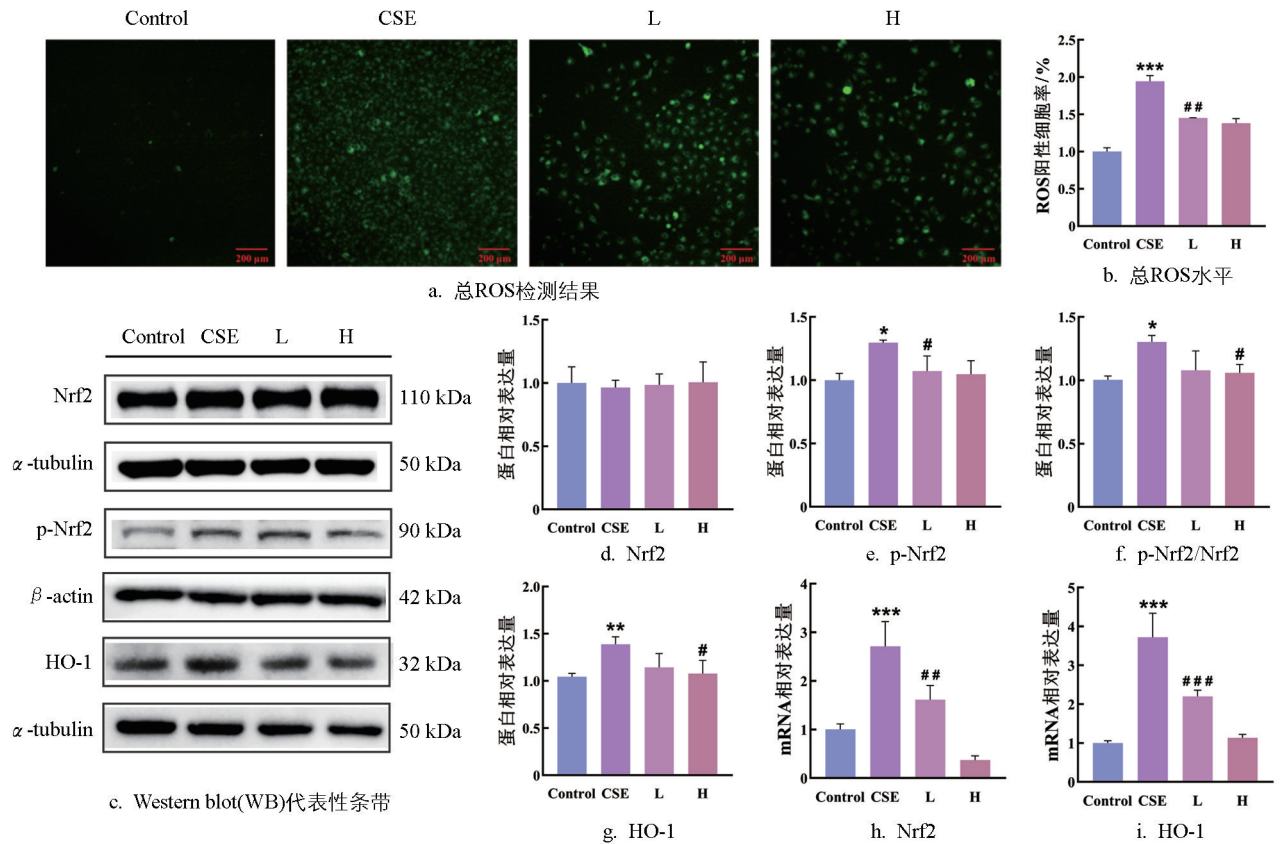 Control CSE L H
200 μm 200 μm 200 μm 200 μm
a. 总ROS检测结果
ROS阳性细胞率/%
2.5
2.0
1.5
1.0
0.5
0
***
##
Control CSE L H
b. 总ROS水平
Control CSE L H
Nrf2 110 kDa
α-tubulin 50 kDa
p-Nrf2 90 kDa
β-actin 42 kDa
HO-1 32 kDa
α-tubulin 50 kDa
c. Western blot(WB)代表性条带
蛋白相对表达量
1.5
1.0
0.5
0
Control CSE L H
d. Nrf2
蛋白相对表达量
1.5
1.0
0.5
0
*
#
Control CSE L H
e. p-Nrf2
蛋白相对表达量
1.5
1.0
0.5
0
*
#
Control CSE L H
f. p-Nrf2/Nrf2
蛋白相对表达量
2.0
1.5
1.0
0.5
0
**
#
Control CSE L H
g. HO-1
mRNA相对表达量
4
3
2
1
0
***
##
Control CSE L H
h. Nrf2
mRNA相对表达量
5
4
3
2
1
0
***
###
Control CSE L H
i. HO-1